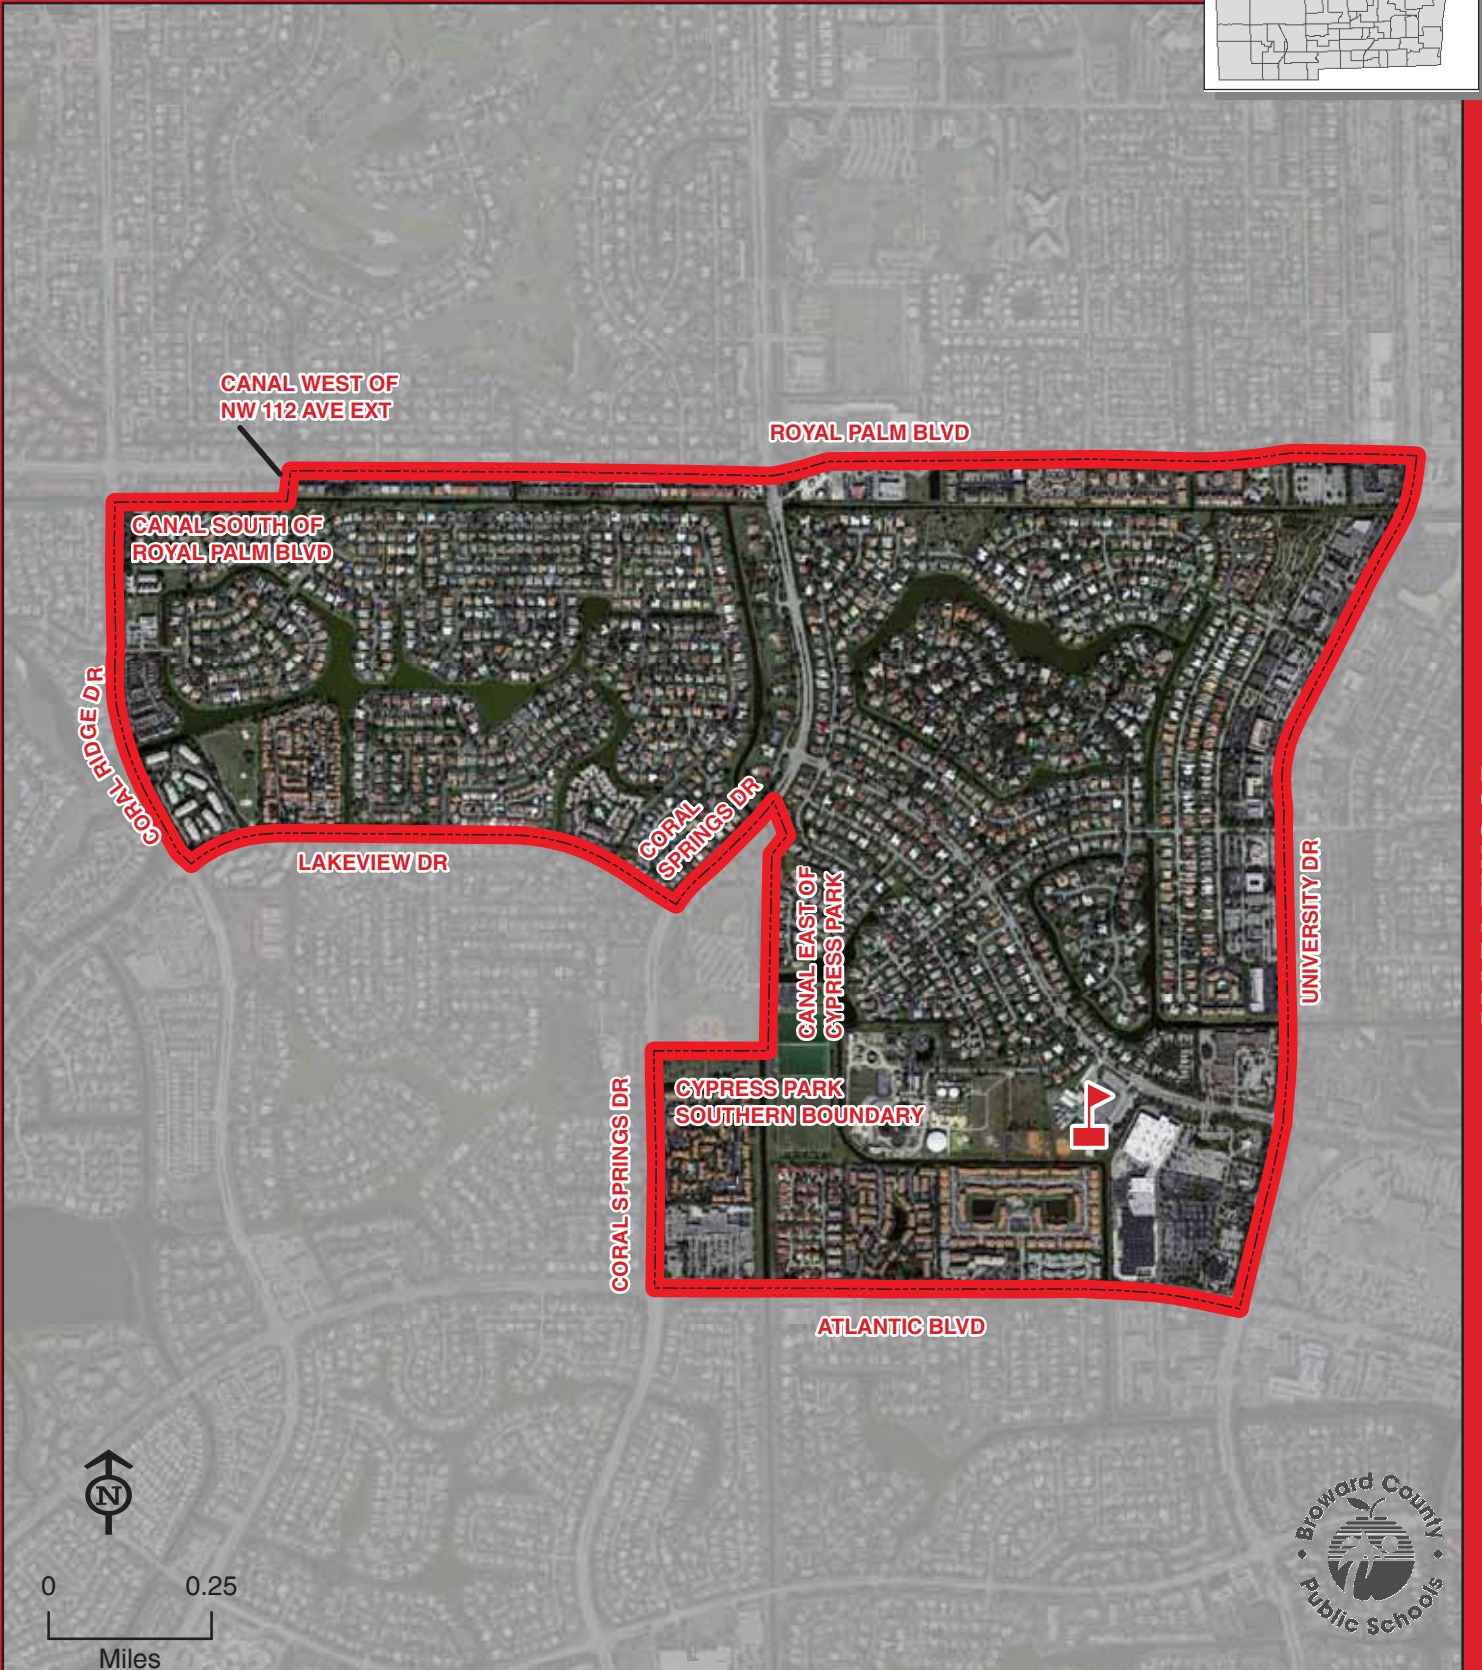 CANAL WEST OF
NW 112 AVE EXT
ROYAL PALM BLVD
CANAL SOUTH OF
ROYAL PALM BLVD
CORAL RIDGE DR
LAKEVIEW DR
CORAL
SPRINGS DR
CANAL EAST OF
CYPRESS PARK
UNIVERSITY DR
CYPRESS PARK
SOUTHERN BOUNDARY
CORAL SPRINGS DR
ATLANTIC BLVD
N
0 0.25
Miles
Broward County
Public Schools